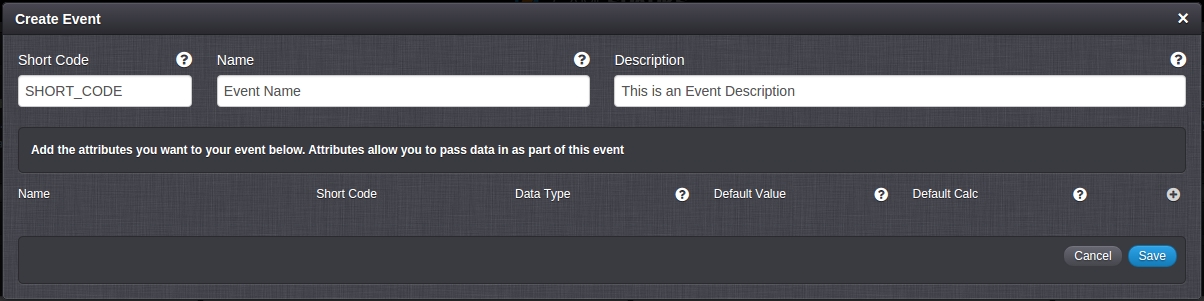 Create Event
Short Code Name Description
SHORT_CODE Event Name This is an Event Description
Add the attributes you want to your event below. Attributes allow you to pass data in as part of this event
Name Short Code Data Type Default Value Default Calc
Cancel Save